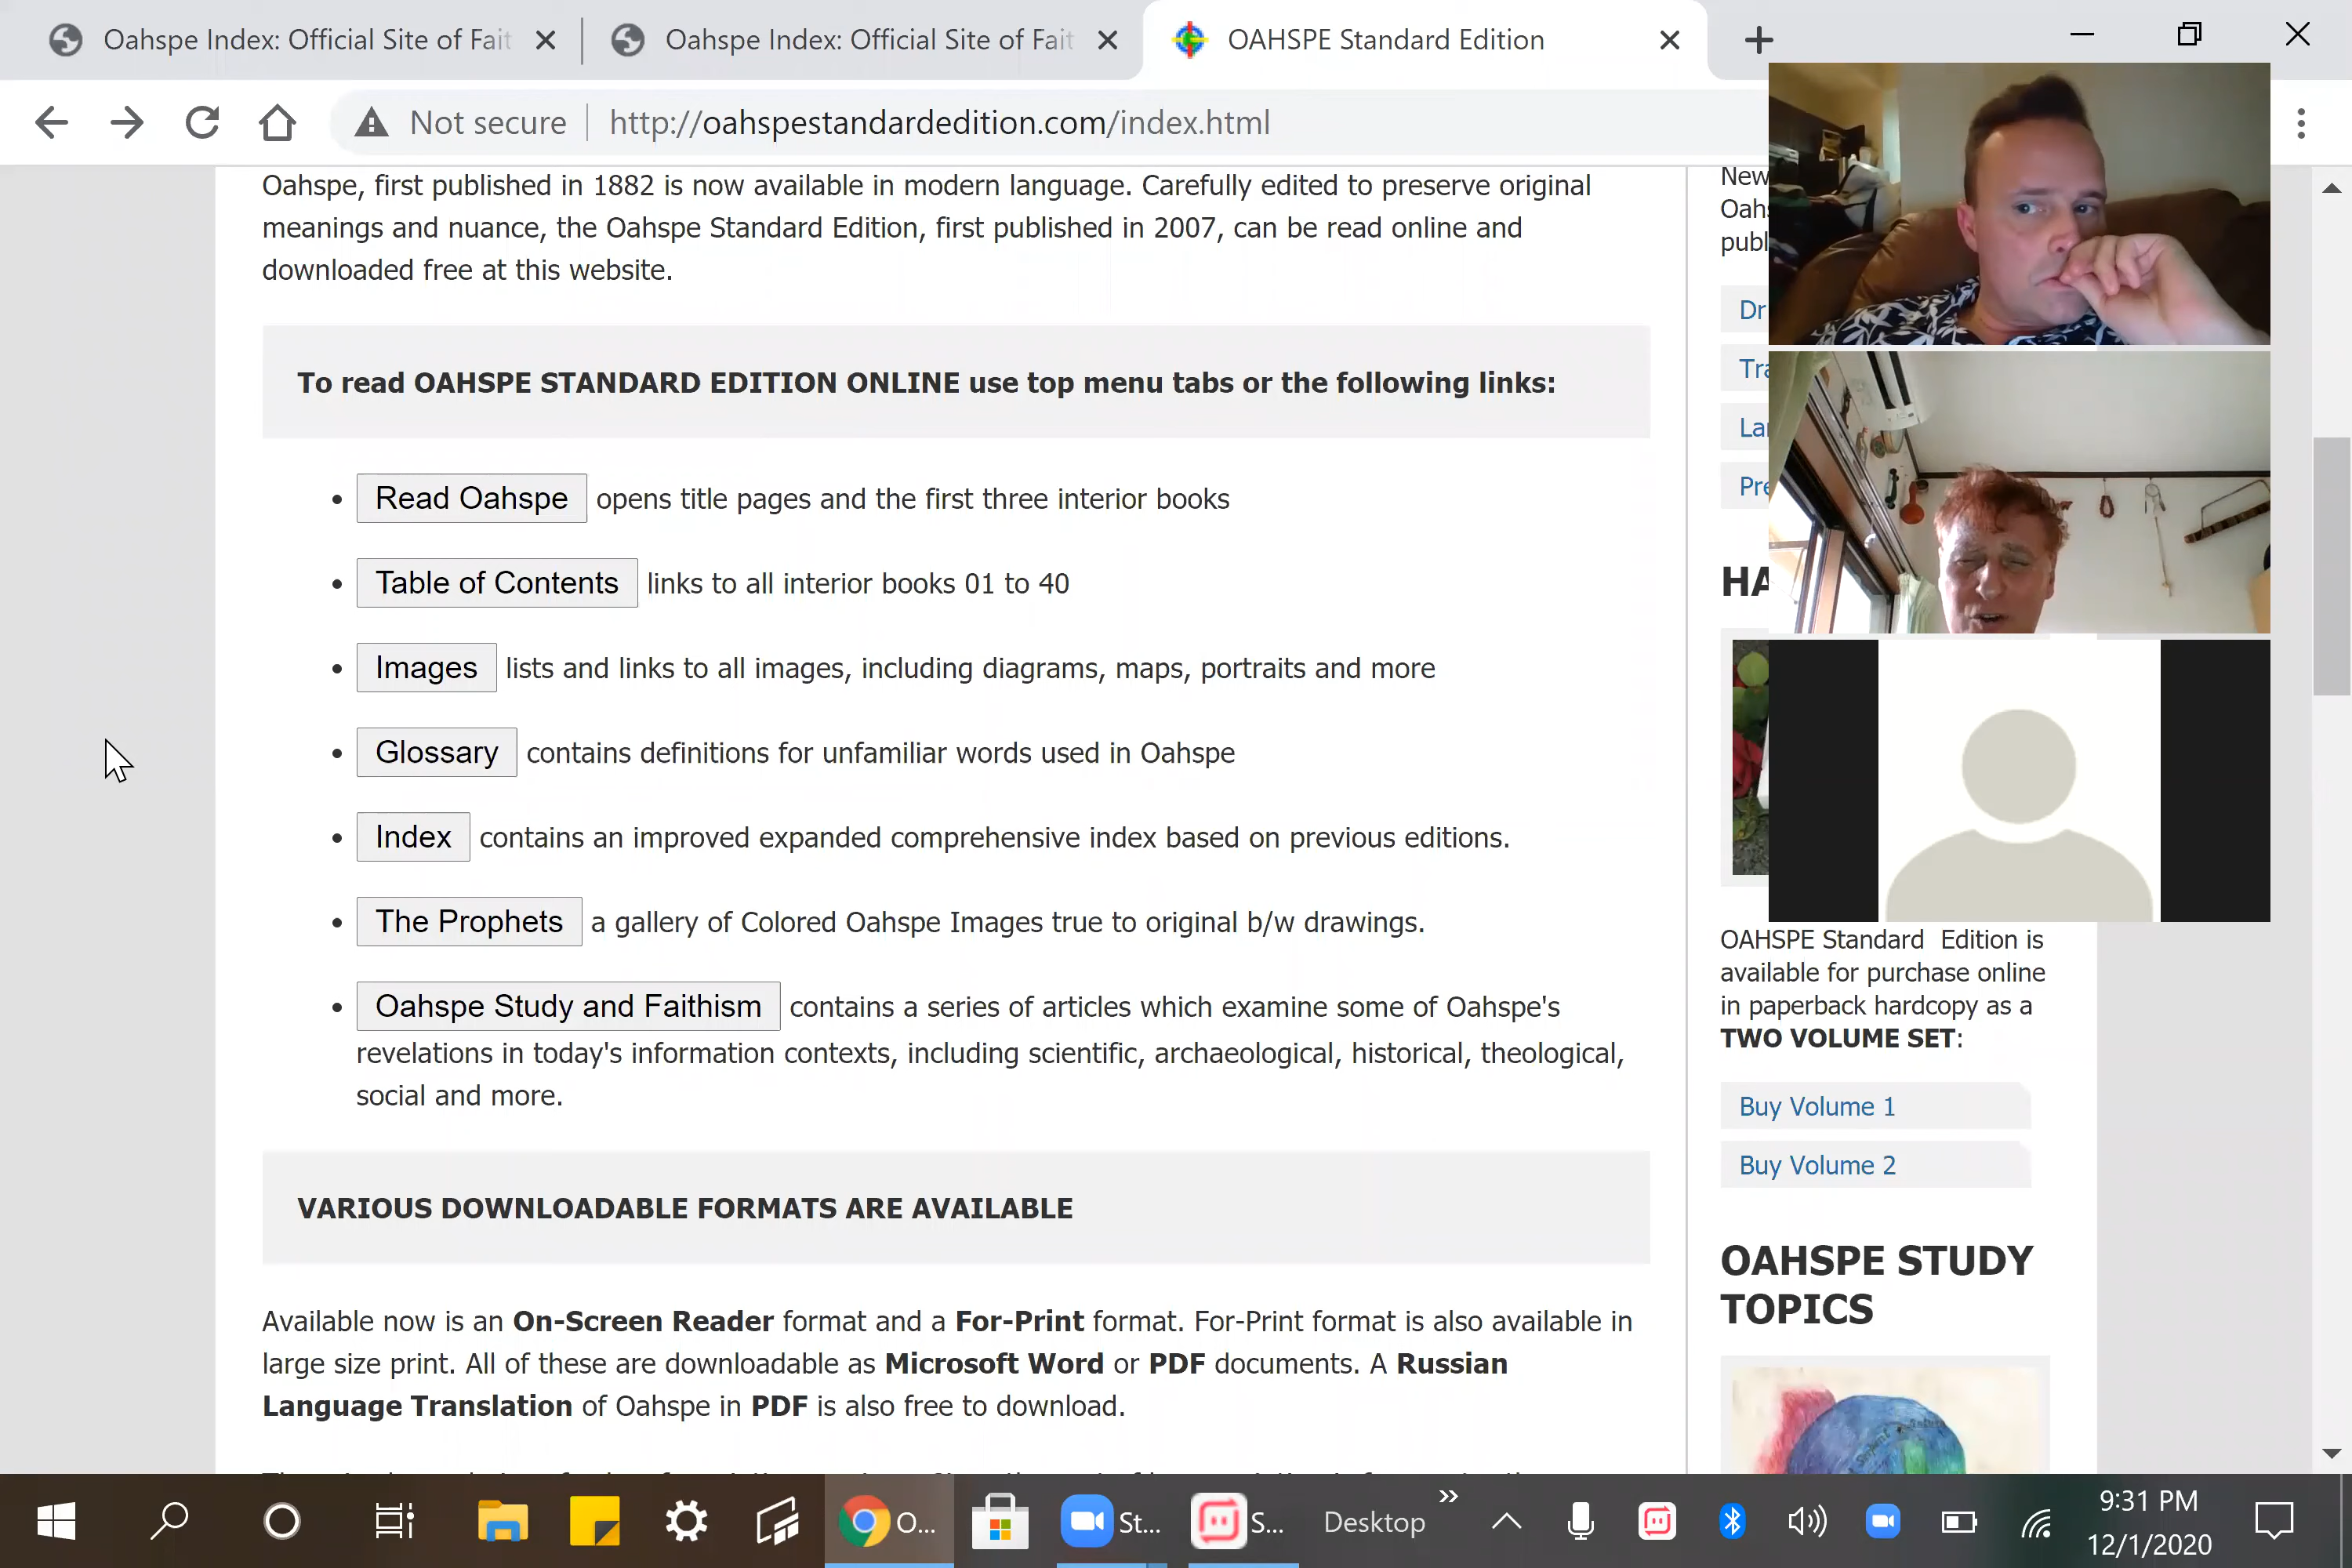 Oahspe Index: Official Site of Fait
Oahspe Index: Official Site of Fait
OAHSPE Standard Edition
Not secure
http://oahspestandardedition.com/index.html
Oahspe, first published in 1882 is now available in modern language. Carefully edited to preserve original
meanings and nuance, the Oahspe Standard Edition, first published in 2007, can be read online and
downloaded free at this website.
To read OAHSPE STANDARD EDITION ONLINE use top menu tabs or the following links:
Read Oahspe opens title pages and the first three interior books
Table of Contents links to all interior books 01 to 40
Images lists and links to all images, including diagrams, maps, portraits and more
Glossary contains definitions for unfamiliar words used in Oahspe
Index contains an improved expanded comprehensive index based on previous editions.
The Prophets a gallery of Colored Oahspe Images true to original b/w drawings.
Oahspe Study and Faithism contains a series of articles which examine some of Oahspe's
revelations in today's information contexts, including scientific, archaeological, historical, theological,
social and more.
VARIOUS DOWNLOADABLE FORMATS ARE AVAILABLE
Available now is an On-Screen Reader format and a For-Print format. For-Print format is also available in
large size print. All of these are downloadable as Microsoft Word or PDF documents. A Russian
Language Translation of Oahspe in PDF is also free to download.
New
Oahs
publ
Dr
Tra
Lar
Pre
HA
OAHSPE Standard Edition is
available for purchase online
in paperback hardcopy as a
TWO VOLUME SET:
Buy Volume 1
Buy Volume 2
OAHSPE STUDY
TOPICS
O...
St...
S...
Desktop
9:31 PM
12/1/2020